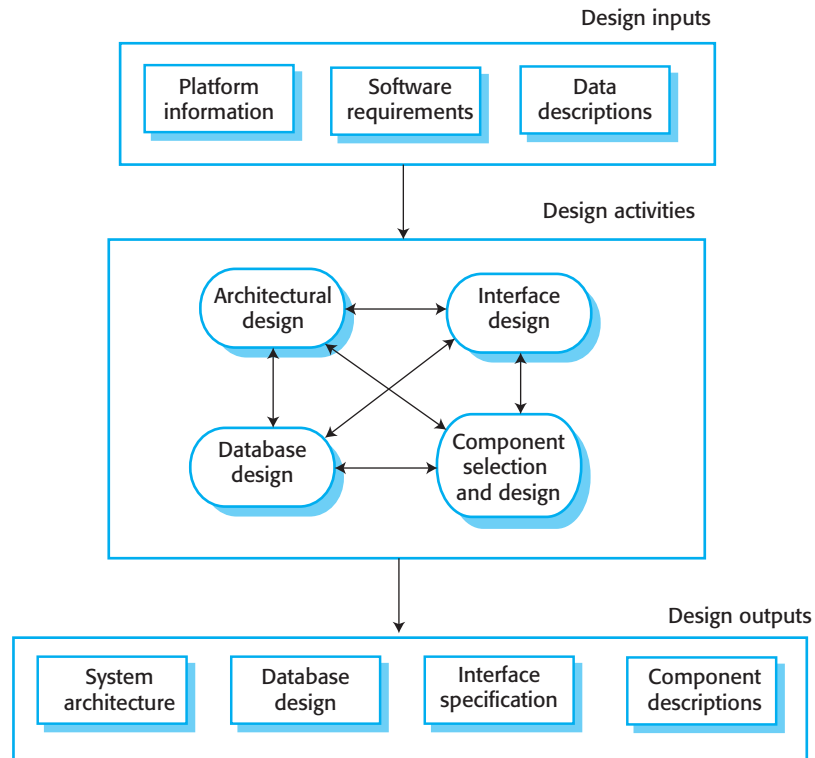 Design inputs
Platform
information
Software
requirements
Data
descriptions
Design activities
Architectural
design
Interface
design
Database
design
Component
selection
and design
Design outputs
System
architecture
Database
design
Interface
specification
Component
descriptions